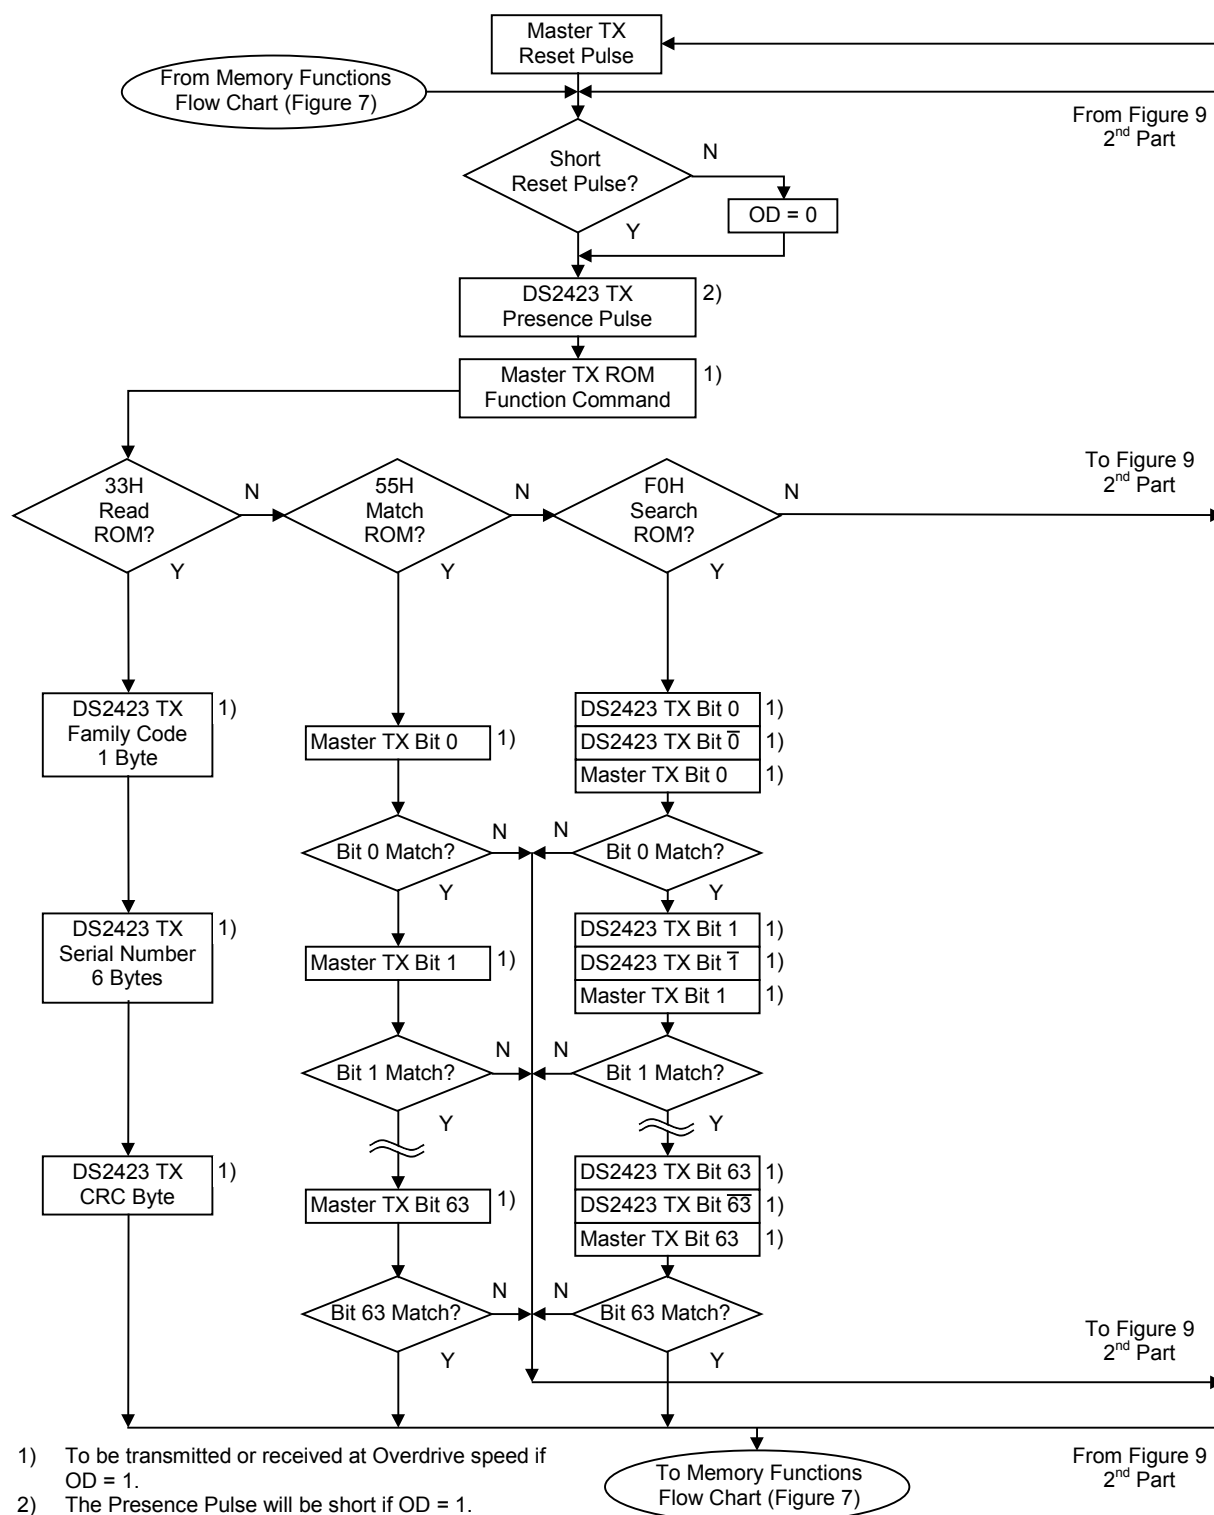 Master TX
Reset Pulse
From Memory Functions
Flow Chart (Figure 7)
From Figure 9
2nd Part
Short
Reset Pulse?
N
OD = 0
Y
DS2423 TX
Presence Pulse
2)
Master TX ROM
Function Command
1)
33H
Read
ROM?
N
Y
55H
Match
ROM?
N
Y
F0H
Search
ROM?
N
Y
To Figure 9
2nd Part
DS2423 TX
Family Code
1 Byte
1)
Master TX Bit 0
1)
DS2423 TX Bit 0
1)
DS2423 TX Bit 0̅
1)
Master TX Bit 0
1)
Bit 0 Match?
N
Y
N
Bit 0 Match?
Y
DS2423 TX
Serial Number
6 Bytes
1)
Master TX Bit 1
1)
DS2423 TX Bit 1
1)
DS2423 TX Bit 1̅
1)
Master TX Bit 1
1)
Bit 1 Match?
N
Y
N
Bit 1 Match?
Y
DS2423 TX
CRC Byte
1)
Master TX Bit 63
1)
DS2423 TX Bit 63
1)
DS2423 TX Bit 6̅3̅
1)
Master TX Bit 63
1)
Bit 63 Match?
N
Y
N
Bit 63 Match?
Y
To Figure 9
2nd Part
1) To be transmitted or received at Overdrive speed if
OD = 1.
2) The Presence Pulse will be short if OD = 1.
To Memory Functions
Flow Chart (Figure 7)
From Figure 9
2nd Part